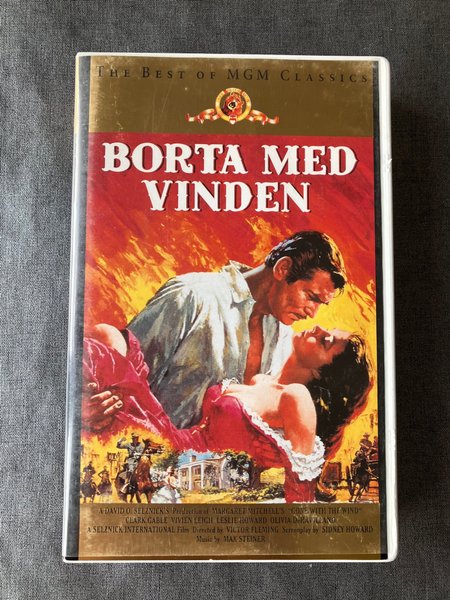 THE BEST OF MGM CLASSICS
BORTA MED
VINDEN
A DAVID O. SELZNICK'S Production of MARGARET MITCHELL'S "GONE WITH THE WIND"
CLARK GABLE VIVIEN LEIGH LESLIE HOWARD OLIVIA
A SELZNICK INTERNATIONAL Film Directed by VICTOR FLEMING Screenplay by SIDNEY HOWARD
Music by MAX STEINER